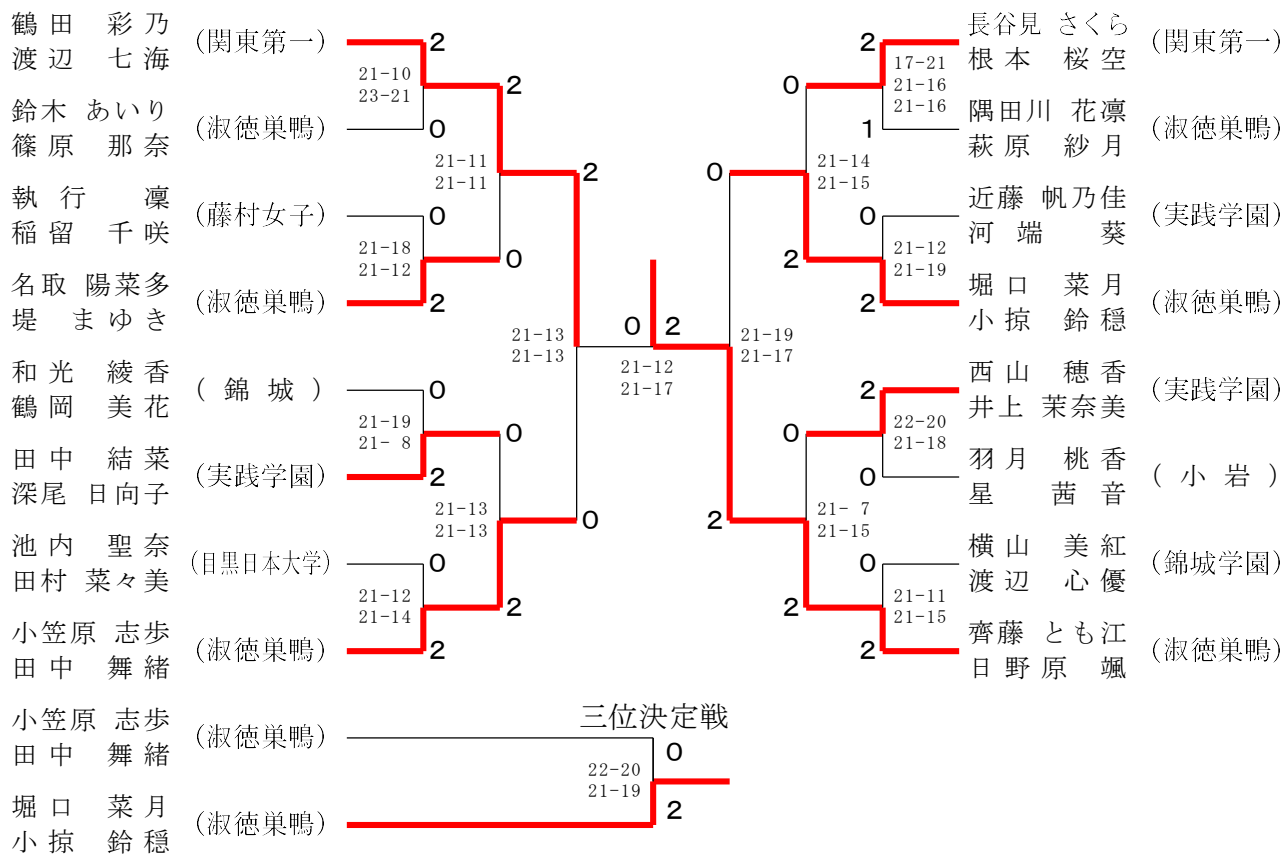 鶴田 彩乃
渡辺 七海
(関東第一)
2
21-10
23-21
鈴木 あいり
篠原 那奈
(淑徳巣鴨)
0
2
21-11
21-11
執行 凜
稲留 千咲
(藤村女子)
0
21-18
21-12
名取 陽菜多
堤 まゆき
(淑徳巣鴨)
2
0
2
21-13
21-13
和光 綾香
鶴岡 美花
(錦城)
0
21-19
21- 8
田中 結菜
深尾 日向子
(実践学園)
2
0
21-13
21-13
池内 聖奈
田村 菜々美
(目黒日本大学)
0
21-12
21-14
小笠原 志歩
田中 舞緒
(淑徳巣鴨)
2
2
0
0
2
21-12
21-17
長谷見 さくら
根本 桜空
(関東第一)
2
17-21
21-16
21-16
隅田川 花凛
萩原 紗月
(淑徳巣鴨)
1
0
21-14
21-15
近藤 帆乃佳
河端 葵
(実践学園)
0
21-12
21-19
堀口 菜月
小掠 鈴穏
(淑徳巣鴨)
2
2
0
21-19
21-17
西山 穂香
井上 茉奈美
(実践学園)
2
22-20
21-18
羽月 桃香
星 茜音
(小岩)
0
0
21- 7
21-15
横山 美紅
渡辺 心優
(錦城学園)
0
21-11
21-15
齊藤 とも江
日野原 颯
(淑徳巣鴨)
2
2
2
三位決定戦
小笠原 志歩
田中 舞緒
(淑徳巣鴨)
0
22-20
21-19
堀口 菜月
小掠 鈴穏
(淑徳巣鴨)
2